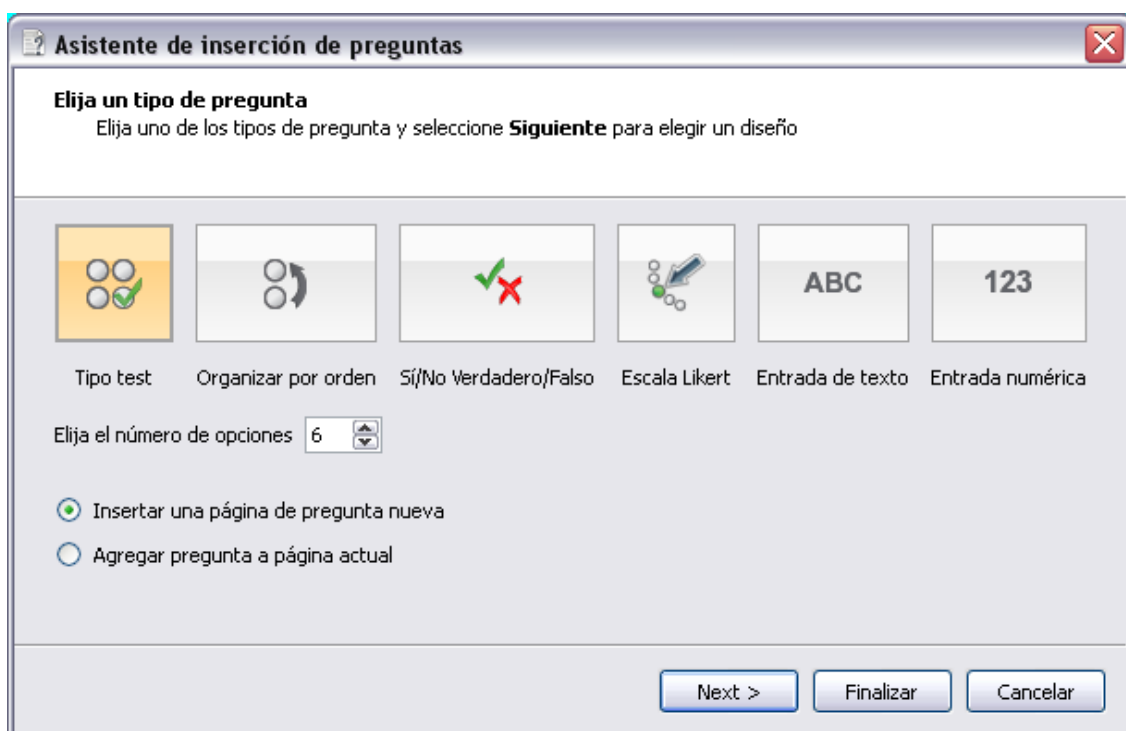 Asistente de inserción de preguntas
Elija un tipo de pregunta
Elija uno de los tipos de pregunta y seleccione Siguiente para elegir un diseño
ABC 123
Tipo test Organizar por orden Sí/No Verdadero/Falso Escala Likert Entrada de texto Entrada numérica
Elija el número de opciones 6
Insertar una página de pregunta nueva
Agregar pregunta a página actual
Next > Finalizar Cancelar